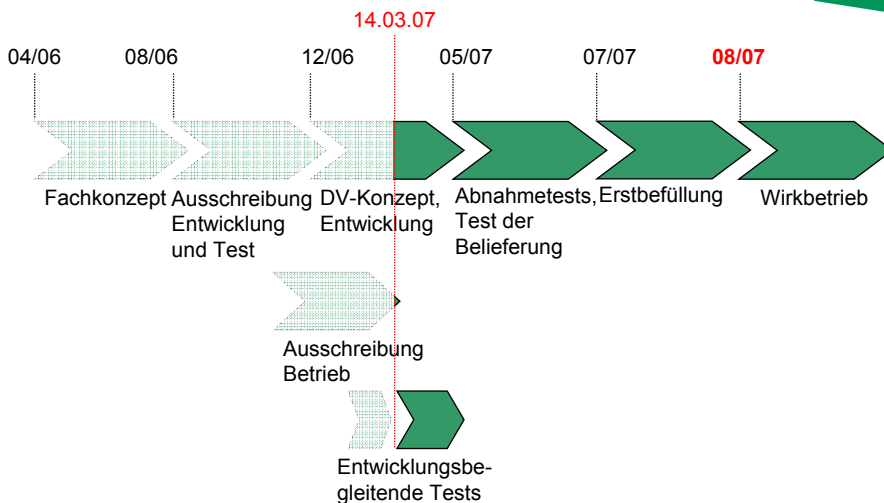 14.03.07
04/06
08/06
12/06
05/07
07/07
08/07
Fachkonzept
Ausschreibung
Entwicklung
und Test
DV-Konzept,
Entwicklung
Abnahmetests,
Test der
Belieferung
Erstbefüllung
Wirkbetrieb
Ausschreibung
Betrieb
Entwicklungsbe-
gleitende Tests